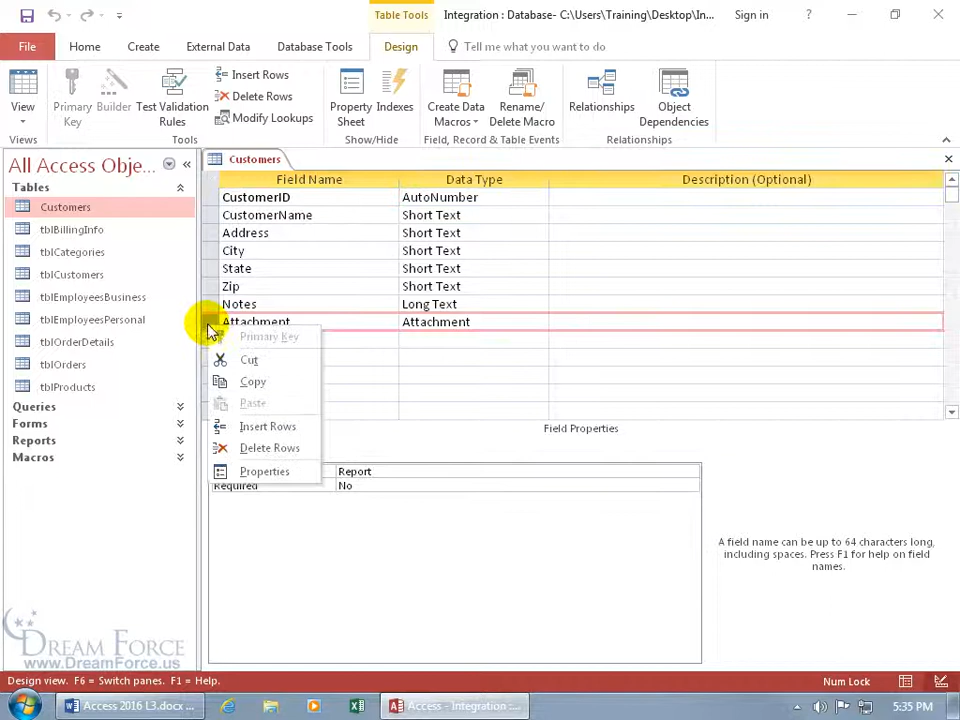 Table Tools
Integration : Database- C:\Users\Training\Desktop\In...
Sign in
?
File
Home
Create
External Data
Database Tools
Design
Tell me what you want to do
View
Primary
Key
Builder
Test Validation
Rules
Insert Rows
Delete Rows
Modify Lookups
Property
Sheet
Indexes
Create Data
Macros
Rename/
Delete Macro
Relationships
Object
Dependencies
Views
Tools
Show/Hide
Field, Record & Table Events
Relationships
All Access Obje...
Tables
Customers
tblBillingInfo
tblCategories
tblCustomers
tblEmployeesBusiness
tblEmployeesPersonal
tblOrderDetails
tblOrders
tblProducts
Queries
Forms
Reports
Macros
Customers
Field Name Data Type Description (Optional)
CustomerID AutoNumber
CustomerName Short Text
Address Short Text
City Short Text
State Short Text
Zip Short Text
Notes Long Text
Attachment Attachment
Primary Key
Cut
Copy
Paste
Insert Rows
Delete Rows
Properties
Field Properties
Report
Required No
A field name can be up to 64 characters long,
including spaces. Press F1 for help on field
names.
DREAM FORCE
www.DreamForce.us
Design view. F6 = Switch panes. F1 = Help.
Num Lock
Access 2016 L3.docx ...
Access - Integration :...
5:35 PM